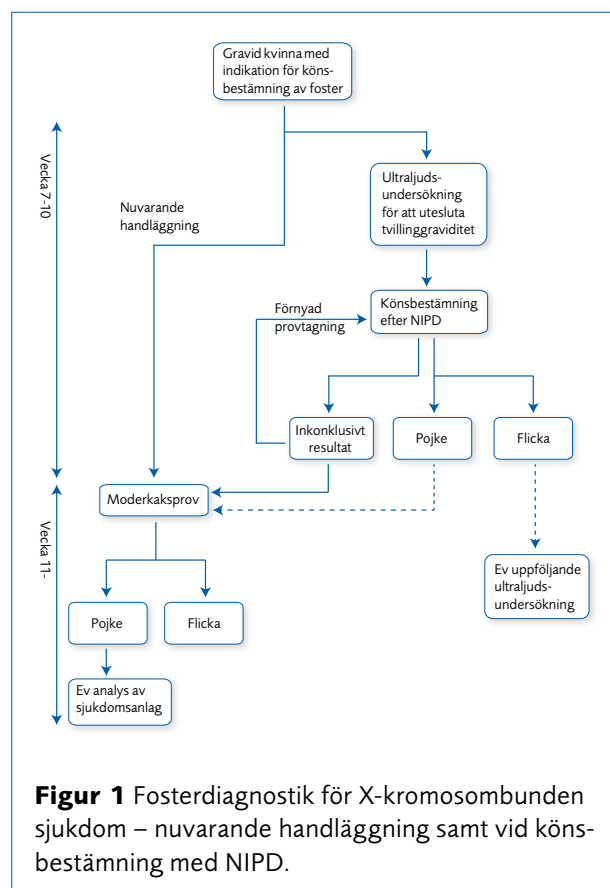 Gravid kvinna med
indikation för köns-
bestämning av foster
Vecka 7-10
Nuvarande
handläggning
Ultraljuds-
undersökning
för att utesluta
tvillinggraviditet
Förnyad
provtagning
Könsbestämning
efter NIPD
Inkonklusivt
resultat
Pojke
Flicka
Vecka 11-
Moderkaksprov
Ev uppföljande
ultraljuds-
undersökning
Pojke
Flicka
Ev analys av
sjukdomsanlag
Figur 1 Fosterdiagnostik för X-kromosombunden
sjukdom – nuvarande handläggning samt vid köns-
bestämning med NIPD.